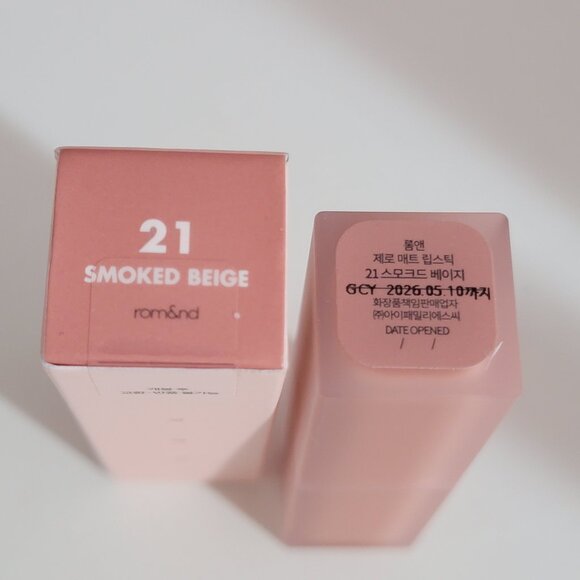 21
SMOKED BEIGE
rom&nd
롬앤
제로 매트 립스틱
21 스모크드 베이지
GCY 2026.05.10까지
화장품책임판매업자
㈜아이패밀리에스씨
DATE OPENED
/ /